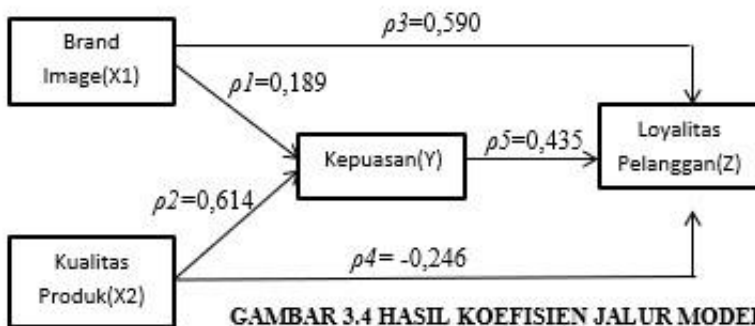 ρ3=0,590
Brand
Image(X1)
ρ1=0,189
Loyalitas
Pelanggan(Z)
Kepuasan(Y)
ρ5=0,435
ρ2=0,614
Kualitas
Produk(X2)
ρ4= -0,246
GAMBAR 3.4 HASIL KOEFISIEN JALUR MODEL